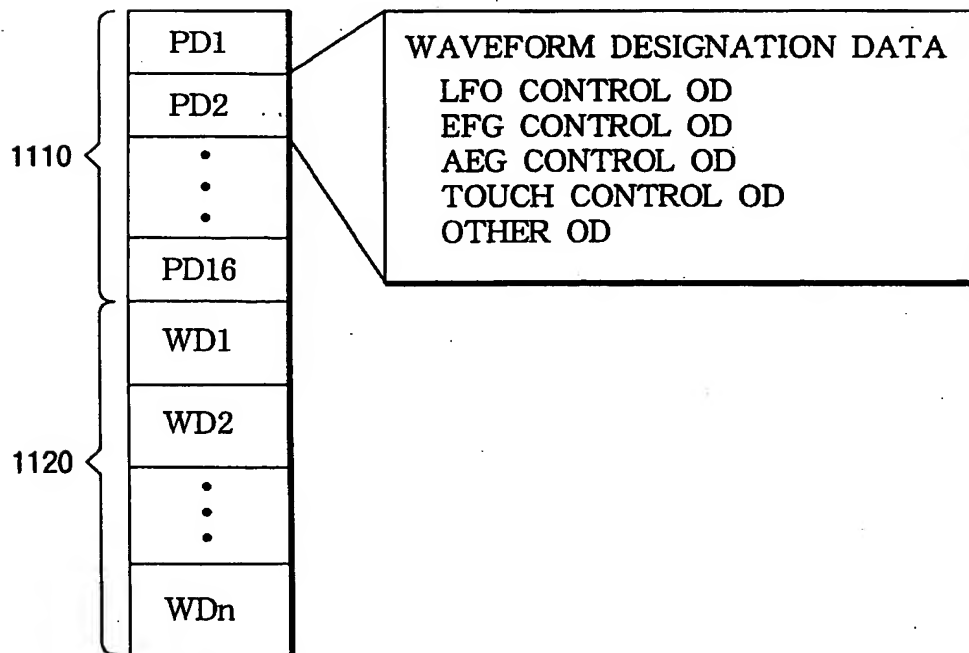 PD1
PD2
1110
PD16
WD1
WD2
1120
WDn
WAVEFORM DESIGNATION DATA
LFO CONTROL OD
EFG CONTROL OD
AEG CONTROL OD
TOUCH CONTROL OD
OTHER OD